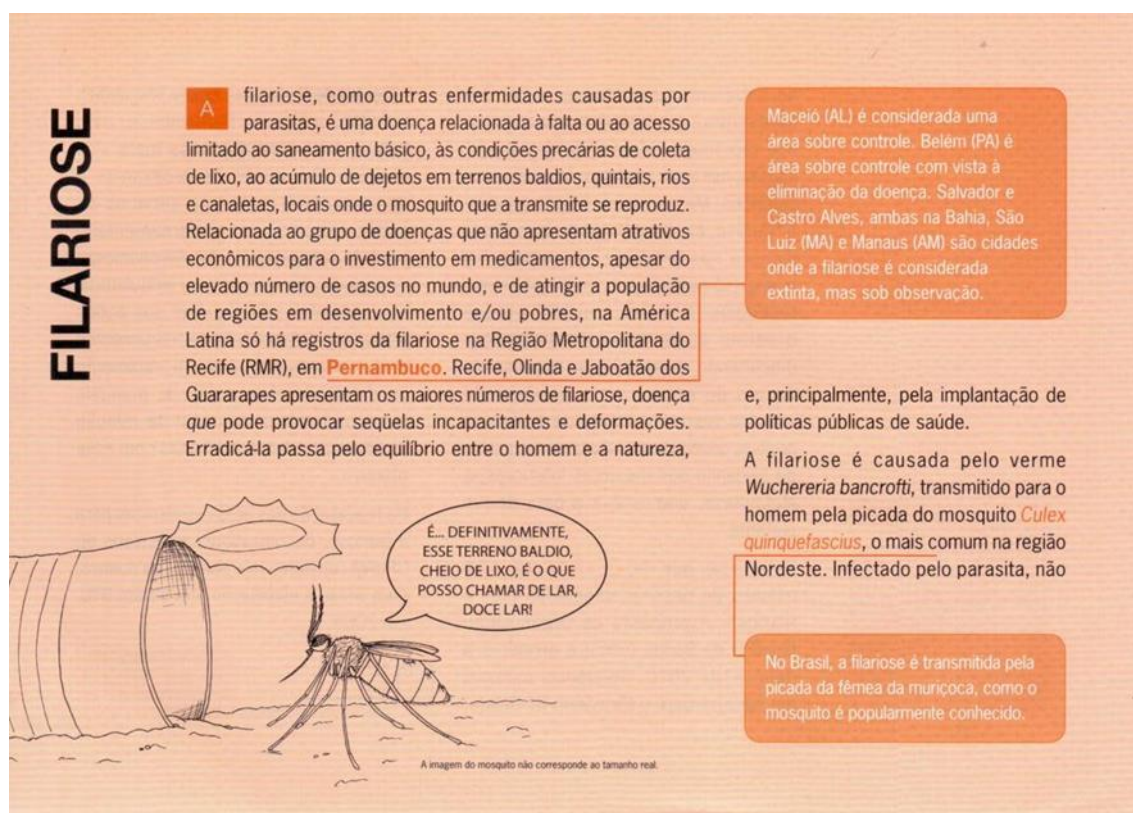 FILARIOSE
A filariose, como outras enfermidades causadas por
parasitas, é uma doença relacionada à falta ou ao acesso
limitado ao saneamento básico, às condições precárias de coleta
de lixo, ao acúmulo de dejetos em terrenos baldios, quintais, rios
e canaletas, locais onde o mosquito que a transmite se reproduz.
Relacionada ao grupo de doenças que não apresentam atrativos
econômicos para o investimento em medicamentos, apesar do
elevado número de casos no mundo, e de atingir a população
de regiões em desenvolvimento e/ou pobres, na América
Latina só há registros da filariose na Região Metropolitana do
Recife (RMR), em Pernambuco. Recife, Olinda e Jaboatão dos
Guararapes apresentam os maiores números de filariose, doença
que pode provocar seqüelas incapacitantes e deformações.
Erradicá-la passa pelo equilíbrio entre o homem e a natureza,
Maceió (AL) é considerada uma
área sobre controle. Belém (PA) é
área sobre controle com vista à
eliminação da doença. Salvador e
Castro Alves, ambas na Bahia, São
Luiz (MA) e Manaus (AM) são cidades
onde a filariose é considerada
extinta, mas sob observação.
e, principalmente, pela implantação de
políticas públicas de saúde.
A filariose é causada pelo verme
Wuchereria bancrofti, transmitido para o
homem pela picada do mosquito Culex
quinquefascius, o mais comum na região
Nordeste. Infectado pelo parasita, não
No Brasil, a filariose é transmitida pela
picada da fêmea da muriçoca, como o
mosquito é popularmente conhecido.
É... DEFINITIVAMENTE,
ESSE TERRENO BALDIO,
CHEIO DE LIXO, É O QUE
POSSO CHAMAR DE LAR,
DOCE LAR!
A imagem do mosquito não corresponde ao tamanho real.